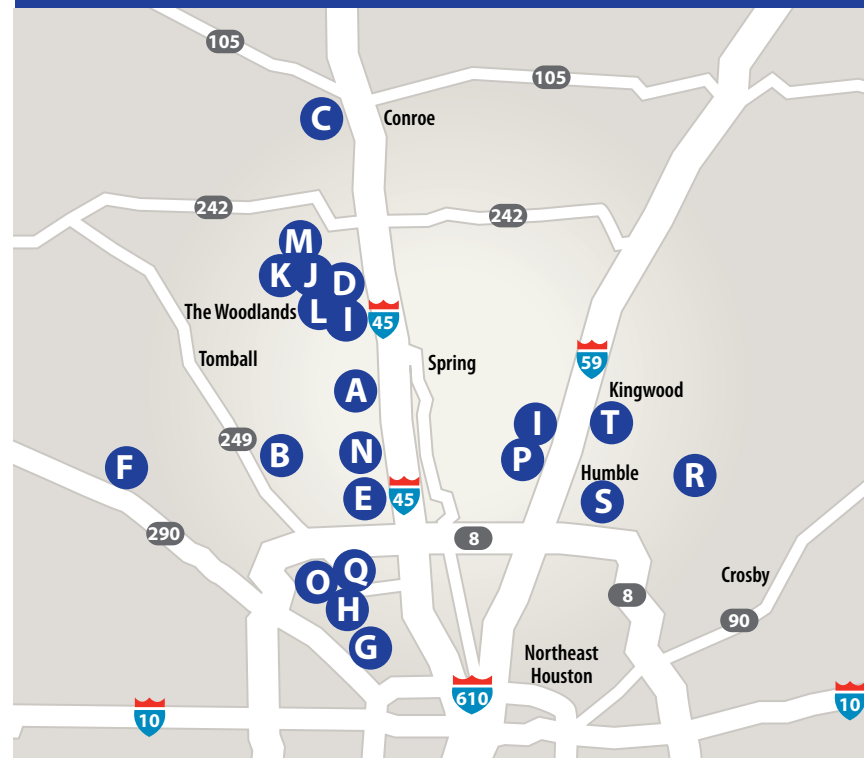 105
105
C
Conroe
242
242
M
K
J
D
The Woodlands
L
I
45
Spring
Tomball
59
Kingwood
A
I
T
249
B
N
P
F
Humble
R
E
45
S
290
8
Q
O
Crosby
8
H
90
G
Northeast
Houston
610
10
10